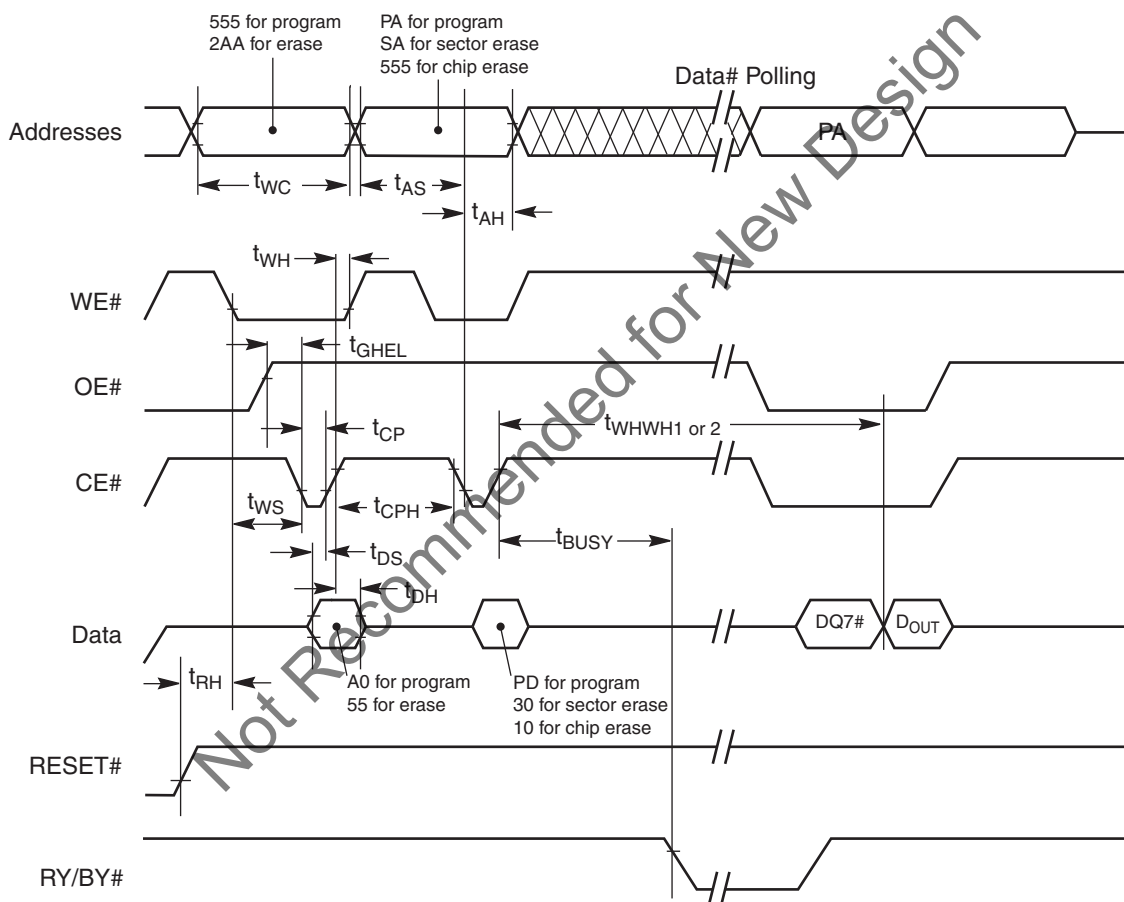 555 for program
2AA for erase
PA for program
SA for sector erase
555 for chip erase
Data# Polling
Addresses
PA
tWC
tAS
tAH
tWH
WE#
tGHEL
OE#
tWHWH1 or 2
tCP
CE#
tWS
tCPH
tBUSY
tDS
tDH
Data
DQ7#
DOUT
tRH
A0 for program
55 for erase
PD for program
30 for sector erase
10 for chip erase
RESET#
RY/BY#
Not Recommended for New Design